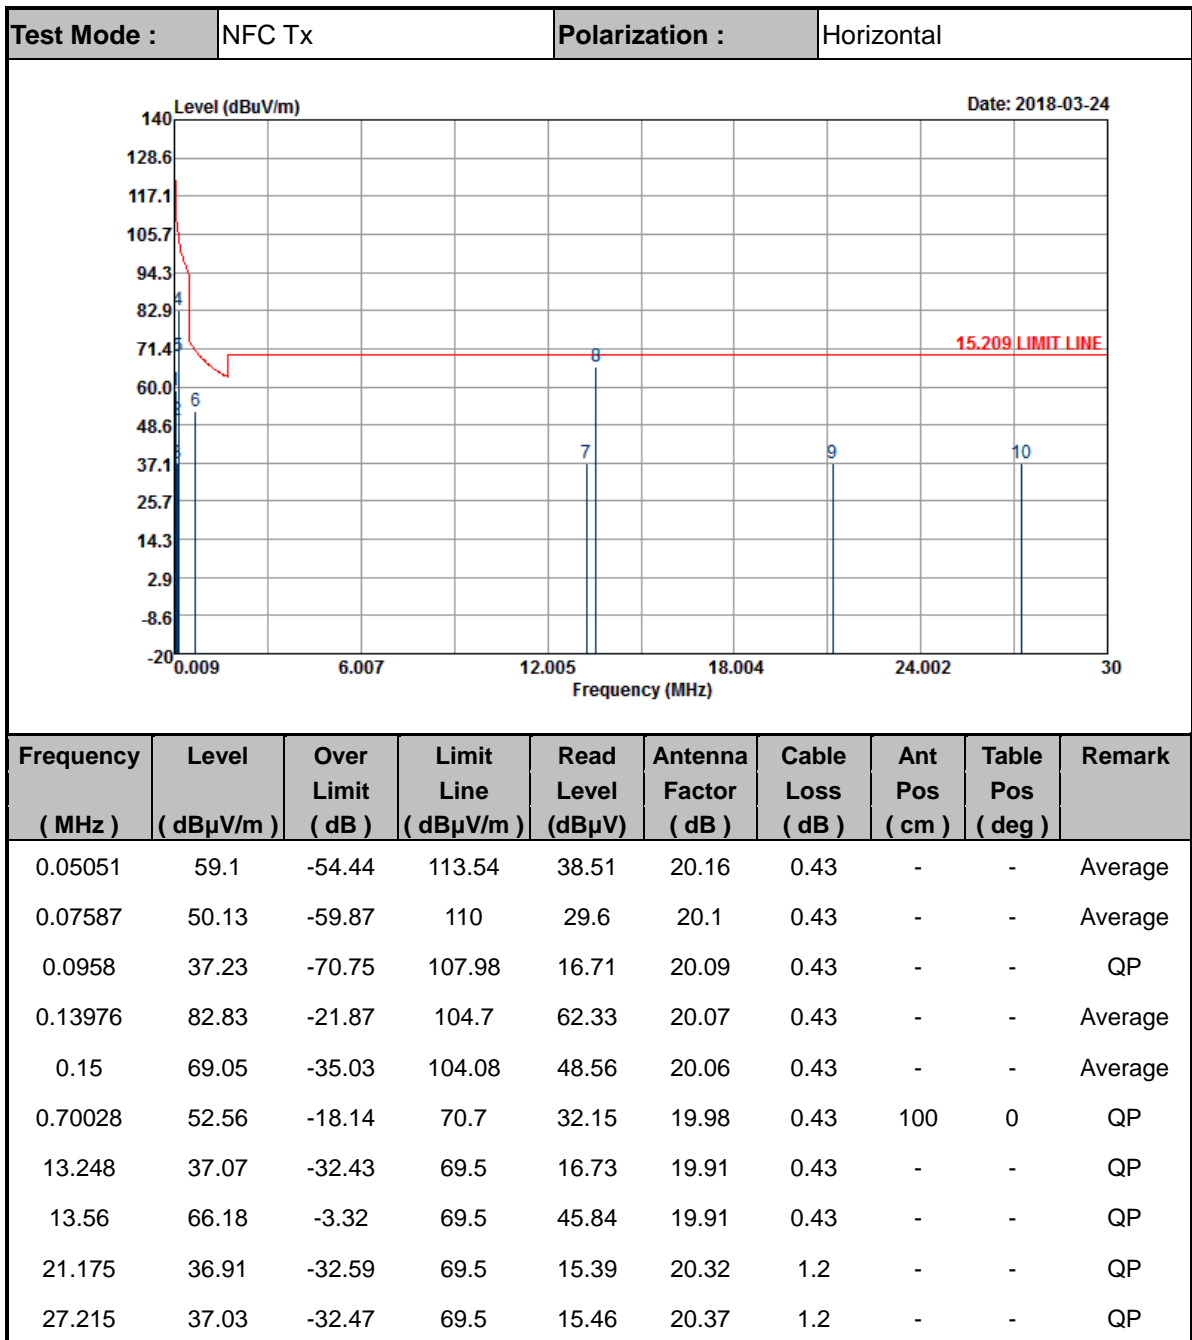 Test Mode : NFC Tx Polarization : Horizontal
Level (dBuV/m) Date: 2018-03-24
140
128.6
117.1
105.7
94.3
82.9
71.4
60.0
48.6
37.1
25.7
14.3
2.9
-8.6
-20
15.209 LIMIT LINE
4
5
2
6
7
8
9
10
0.009 6.007 12.005 18.004 24.002 30
Frequency (MHz)
Frequency Level Over Limit Read Antenna Cable Ant Table Remark
Limit Line Level Factor Loss Pos Pos
( MHz ) ( dBµV/m ) ( dB ) ( dBµV/m ) (dBµV) ( dB ) ( dB ) ( cm ) ( deg )
0.05051 59.1 -54.44 113.54 38.51 20.16 0.43 - - Average
0.07587 50.13 -59.87 110 29.6 20.1 0.43 - - Average
0.0958 37.23 -70.75 107.98 16.71 20.09 0.43 - - QP
0.13976 82.83 -21.87 104.7 62.33 20.07 0.43 - - Average
0.15 69.05 -35.03 104.08 48.56 20.06 0.43 - - Average
0.70028 52.56 -18.14 70.7 32.15 19.98 0.43 100 0 QP
13.248 37.07 -32.43 69.5 16.73 19.91 0.43 - - QP
13.56 66.18 -3.32 69.5 45.84 19.91 0.43 - - QP
21.175 36.91 -32.59 69.5 15.39 20.32 1.2 - - QP
27.215 37.03 -32.47 69.5 15.46 20.37 1.2 - - QP